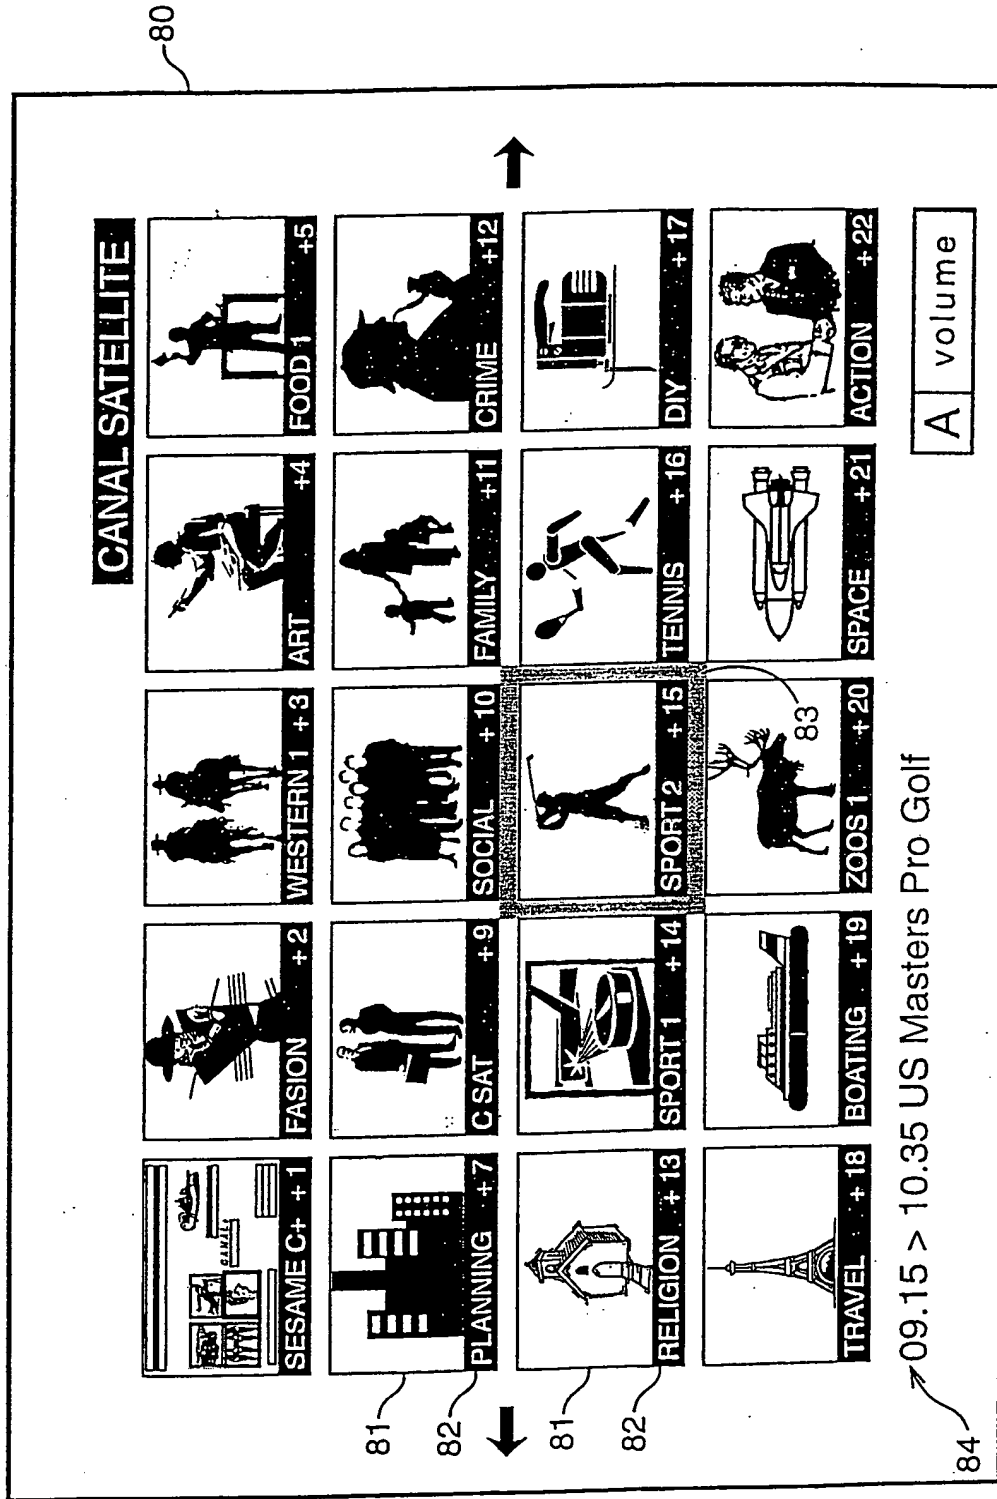 80
CANAL SATELLITE
SESAME C+ +1
FASION +2
WESTERN 1 +3
ART +4
FOOD 1 +5
81
82
PLANNING +7
C SAT +9
SOCIAL +10
FAMILY +11
CRIME +12
81
82
RELIGION +13
SPORT 1 +14
SPORT 2 +15
TENNIS +16
DIY +17
TRAVEL +18
BOATING +19
ZOOS 1 +20
SPACE +21
ACTION +22
83
84
09.15 > 10.35 US Masters Pro Golf
A volume